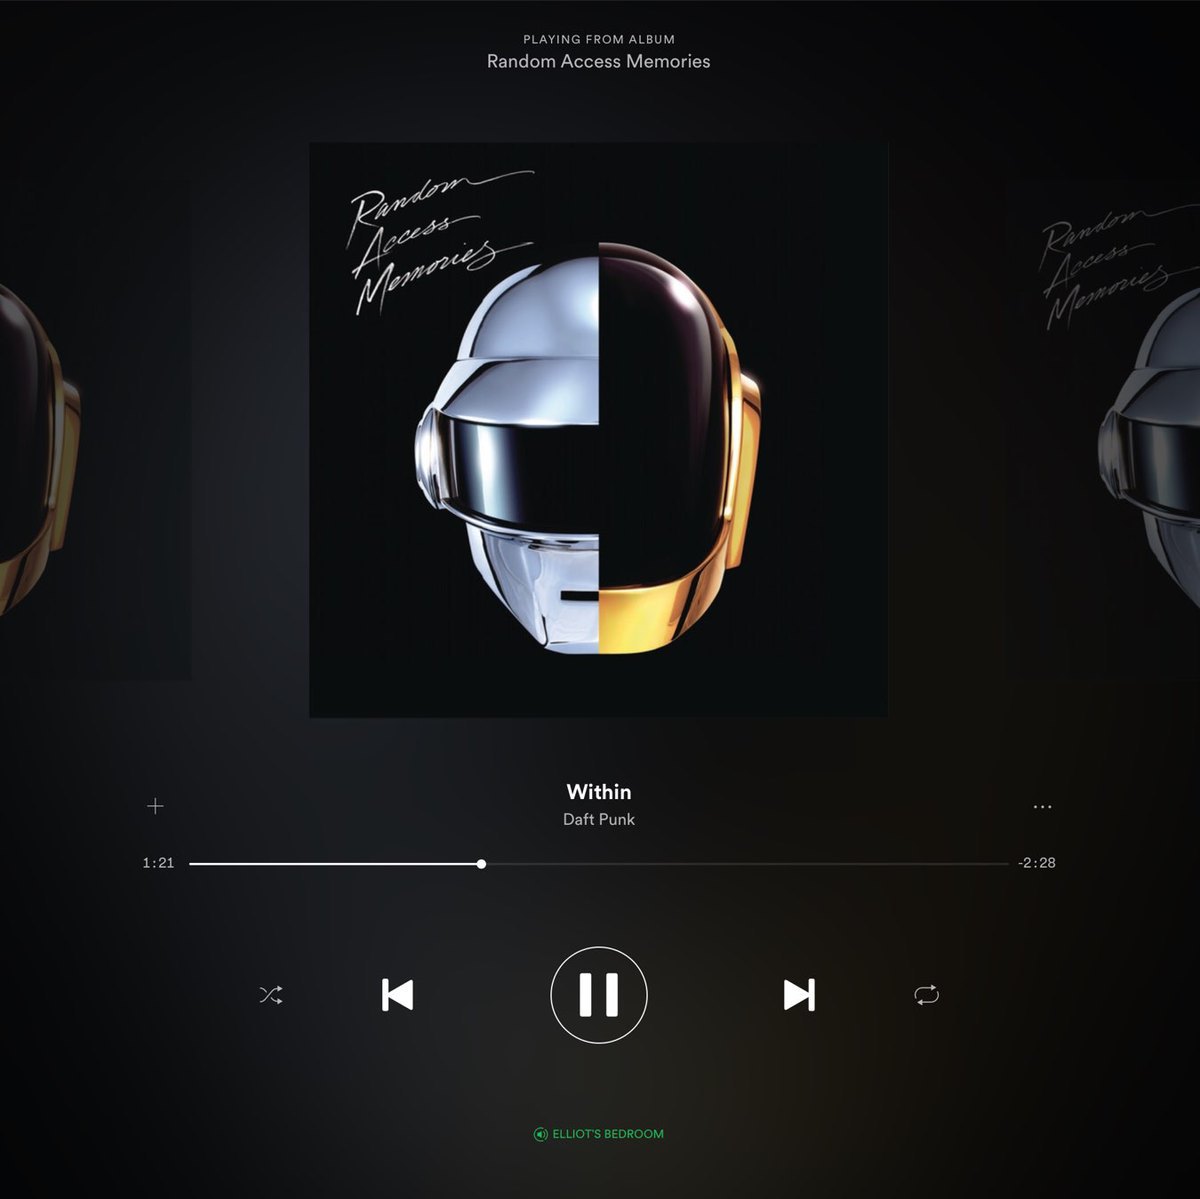 PLAYING FROM ALBUM
Random Access Memories
Random
Access
Memories
Random
Access
Memories
Within
Daft Punk
1:21
-2:28
ELLIOT'S BEDROOM